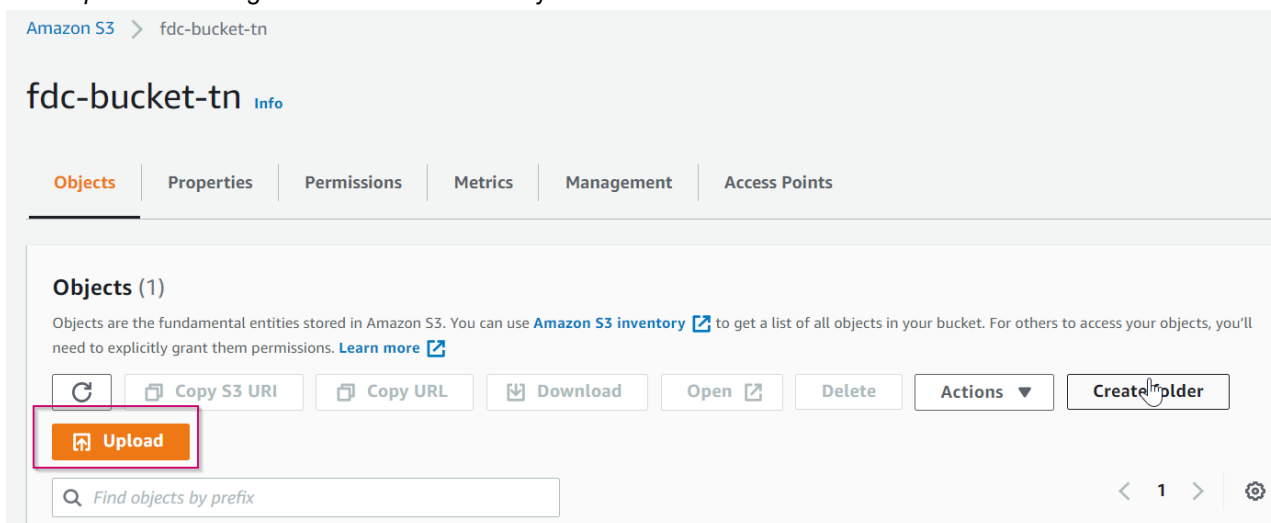 Amazon S3 > fdc-bucket-tn
fdc-bucket-tn Info
Objects Properties Permissions Metrics Management Access Points
Objects (1)
Objects are the fundamental entities stored in Amazon S3. You can use Amazon S3 inventory to get a list of all objects in your bucket. For others to access your objects, you'll
need to explicitly grant them permissions. Learn more
Copy S3 URI Copy URL Download Open Delete Actions Create folder
Upload
Find objects by prefix
< 1 >